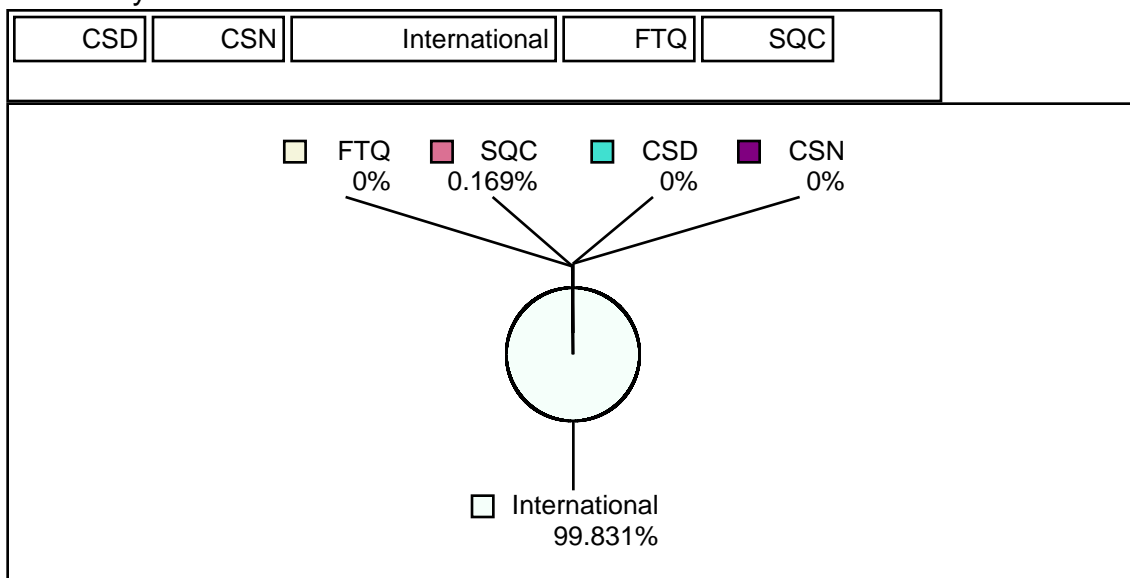 CSD CSN International FTQ SQC
FTQ SQC CSD CSN
0% 0.169% 0% 0%
International
99.831%